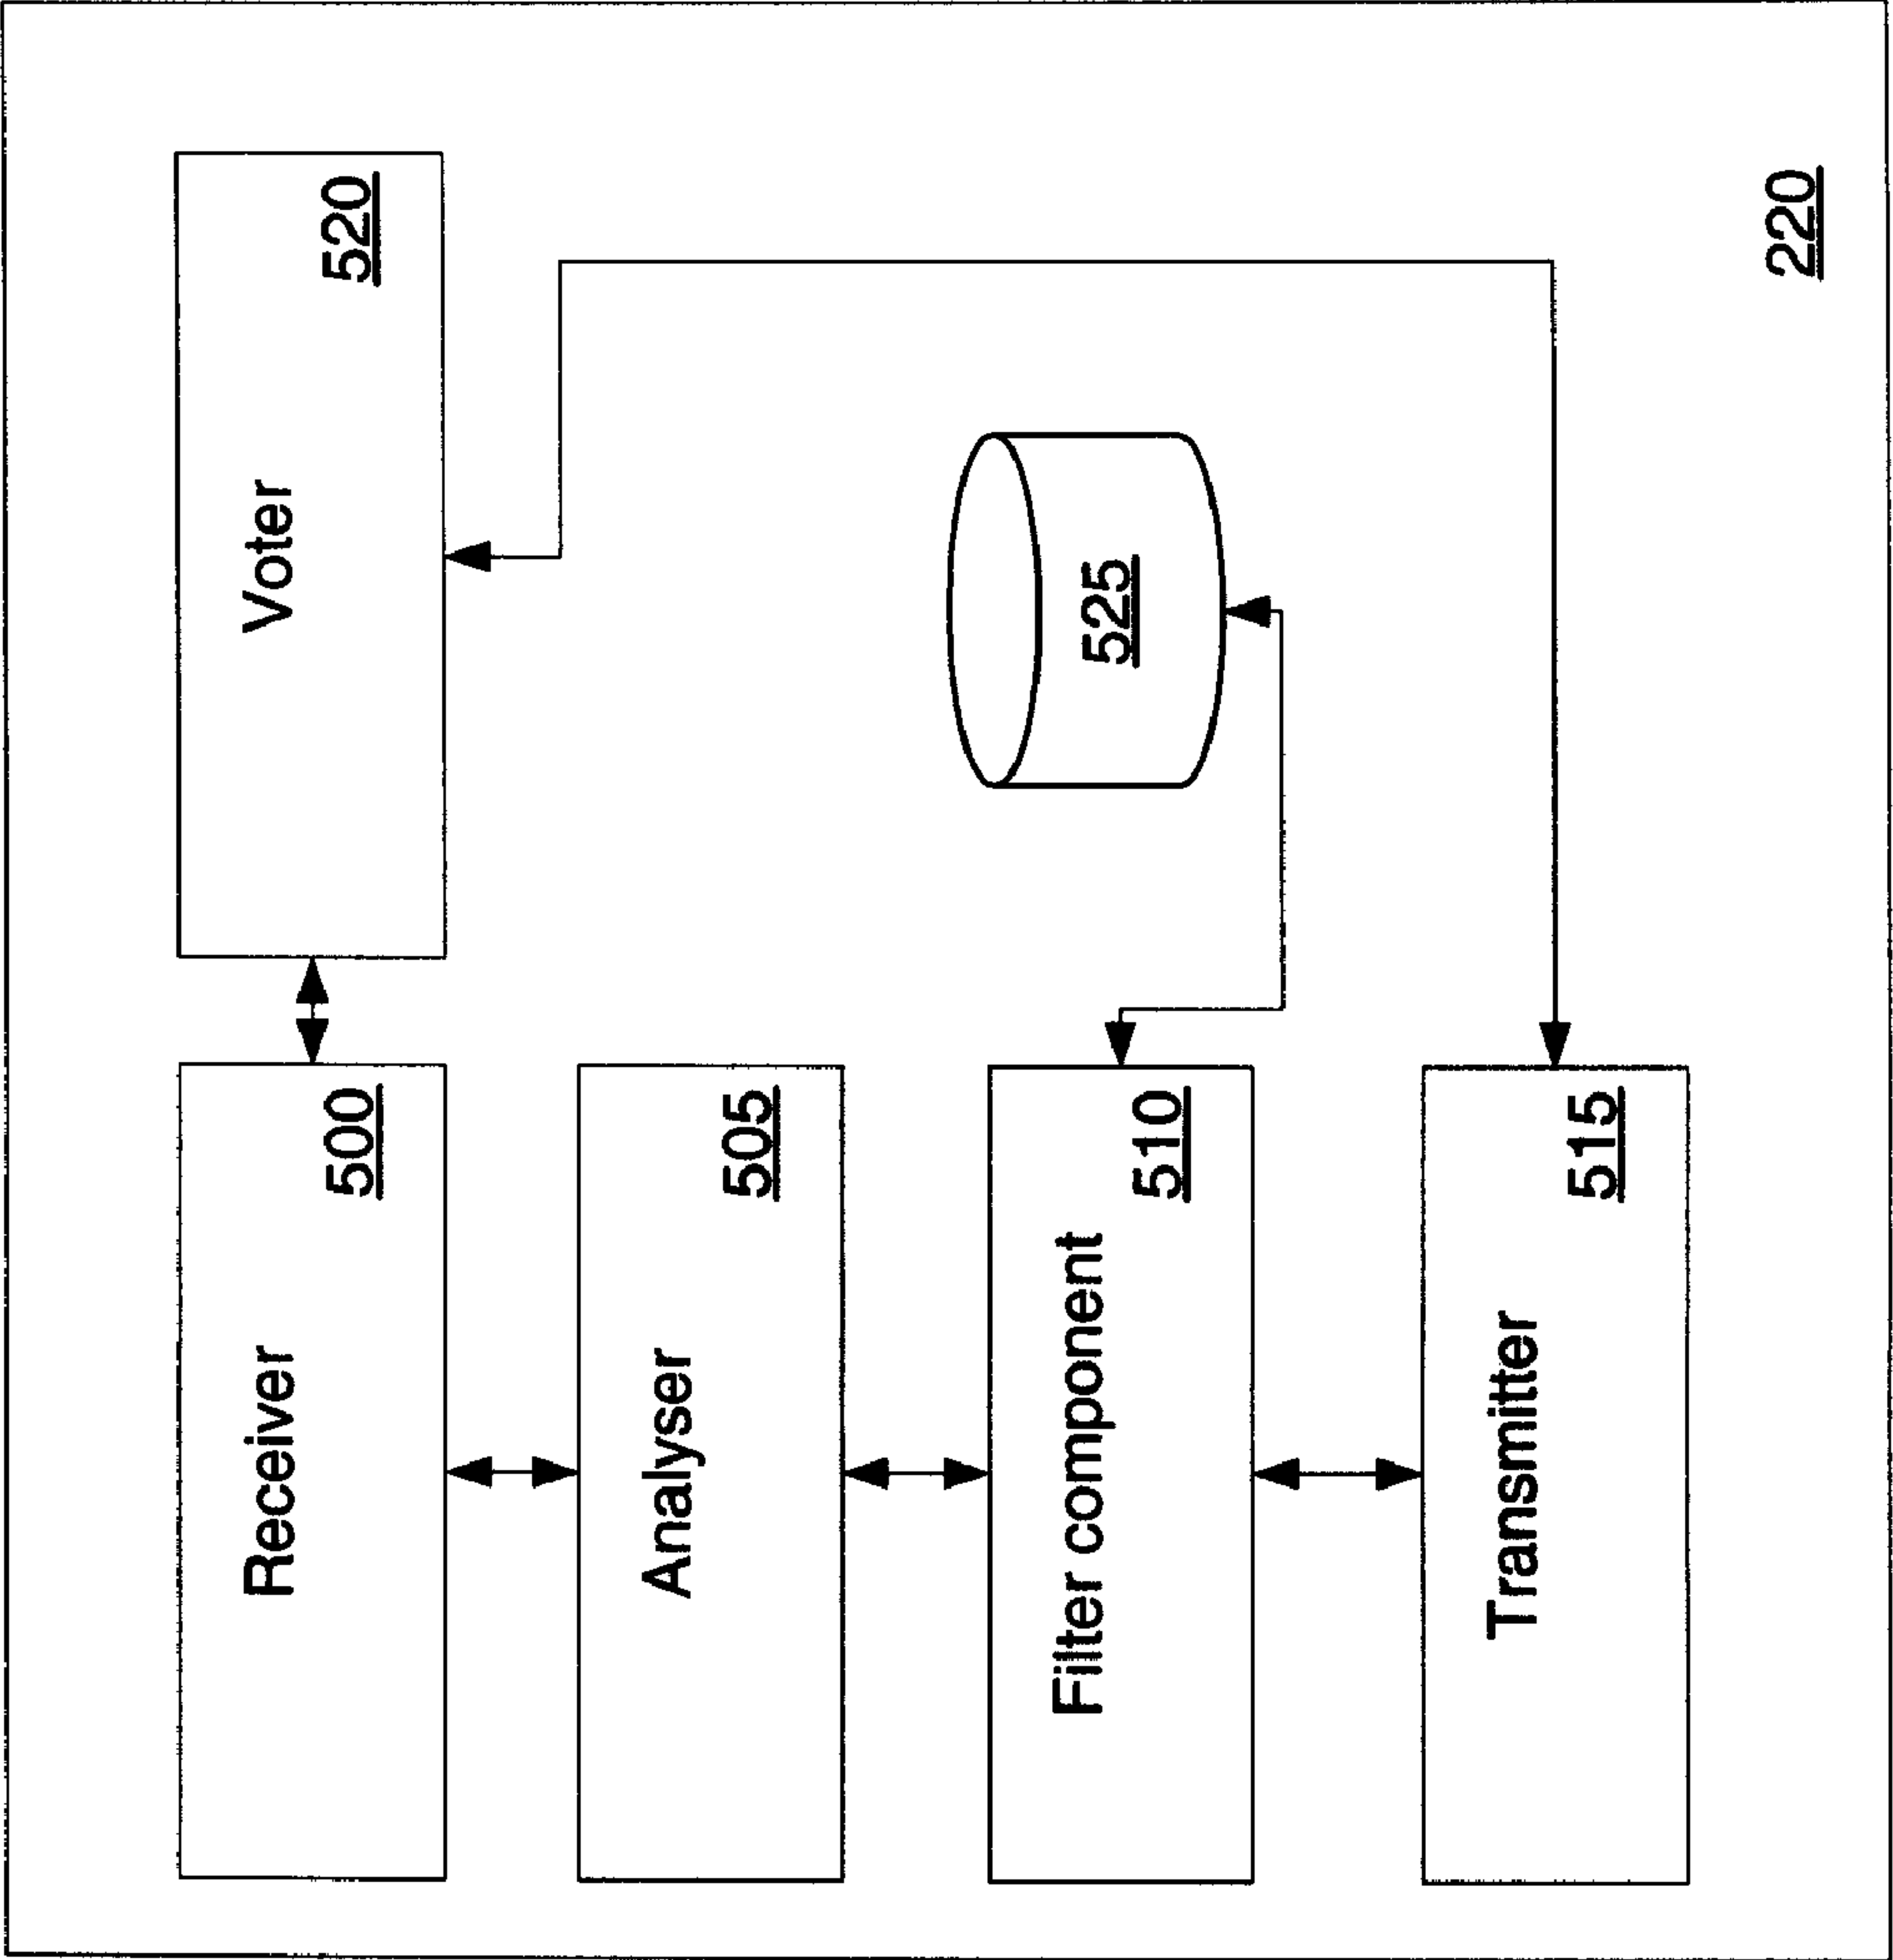 Receiver
500
Voter
520
Analyser
505
525
Filter component
510
Transmitter
515
220